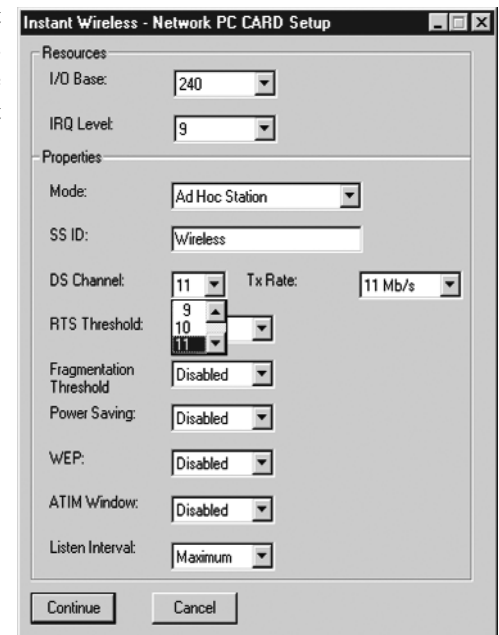 Instant Wireless - Network PC CARD Setup
Resources
I/O Base: 240
IRQ Level: 9
Properties
Mode: Ad Hoc Station
SS ID: Wireless
DS Channel: 11 Tx Rate: 11 Mb/s
9
10
11
RTS Threshold:
Fragmentation
Threshold Disabled
Power Saving: Disabled
WEP: Disabled
ATIM Window: Disabled
Listen Interval: Maximum
Continue Cancel